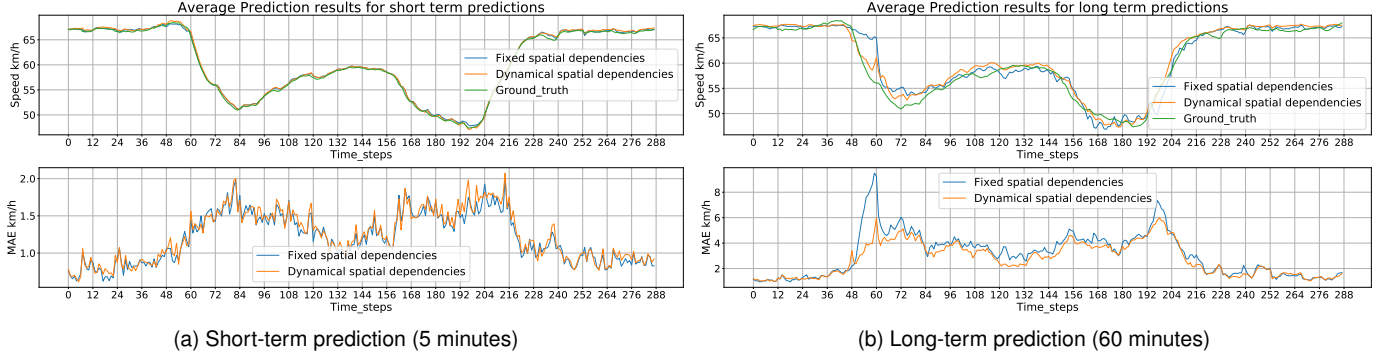 Average Prediction results for short term predictions
Speed km/h
65
60
55
50
Fixed spatial dependencies
Dynamical spatial dependencies
Ground_truth
0 12 24 36 48 60 72 84 96 108 120 132 144 156 168 180 192 204 216 228 240 252 264 276 288
Time_steps
MAE km/h
2.0
1.5
1.0
Fixed spatial dependencies
Dynamical spatial dependencies
0 12 24 36 48 60 72 84 96 108 120 132 144 156 168 180 192 204 216 228 240 252 264 276 288
Time_steps
(a) Short-term prediction (5 minutes)
Average Prediction results for long term predictions
Speed km/h
65
60
55
50
Fixed spatial dependencies
Dynamical spatial dependencies
Ground_truth
0 12 24 36 48 60 72 84 96 108 120 132 144 156 168 180 192 204 216 228 240 252 264 276 288
Time_steps
MAE km/h
8
6
4
2
Fixed spatial dependencies
Dynamical spatial dependencies
0 12 24 36 48 60 72 84 96 108 120 132 144 156 168 180 192 204 216 228 240 252 264 276 288
Time_steps
(b) Long-term prediction (60 minutes)